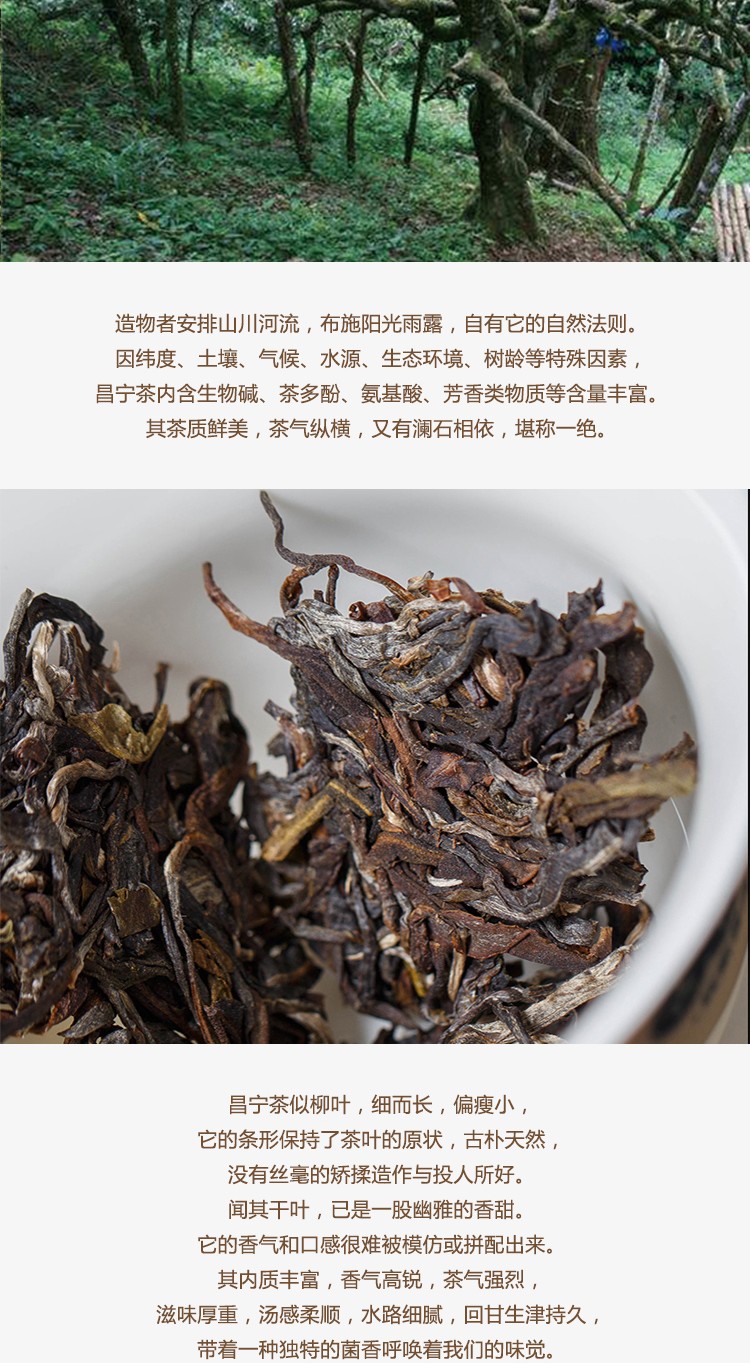 造物者安排山川河流，布施阳光雨露，自有它的自然法则。
因纬度、土壤、气候、水源、生态环境、树龄等特殊因素，
昌宁茶内含生物碱、茶多酚、氨基酸、芳香类物质等含量丰富。
其茶质鲜美，茶气纵横，又有澜石相依，堪称一绝。
昌宁茶似柳叶，细而长，偏瘦小，
它的条形保持了茶叶的原状，古朴天然，
没有丝毫的矫揉造作与投人所好。
闻其干叶，已是一股幽雅的香甜。
它的香气和口感很难被模仿或拼配出来。
其内质丰富，香气高锐，茶气强烈，
滋味厚重，汤感柔顺，水路细腻，回甘生津持久，
带着一种独特的菌香呼唤着我们的味觉。